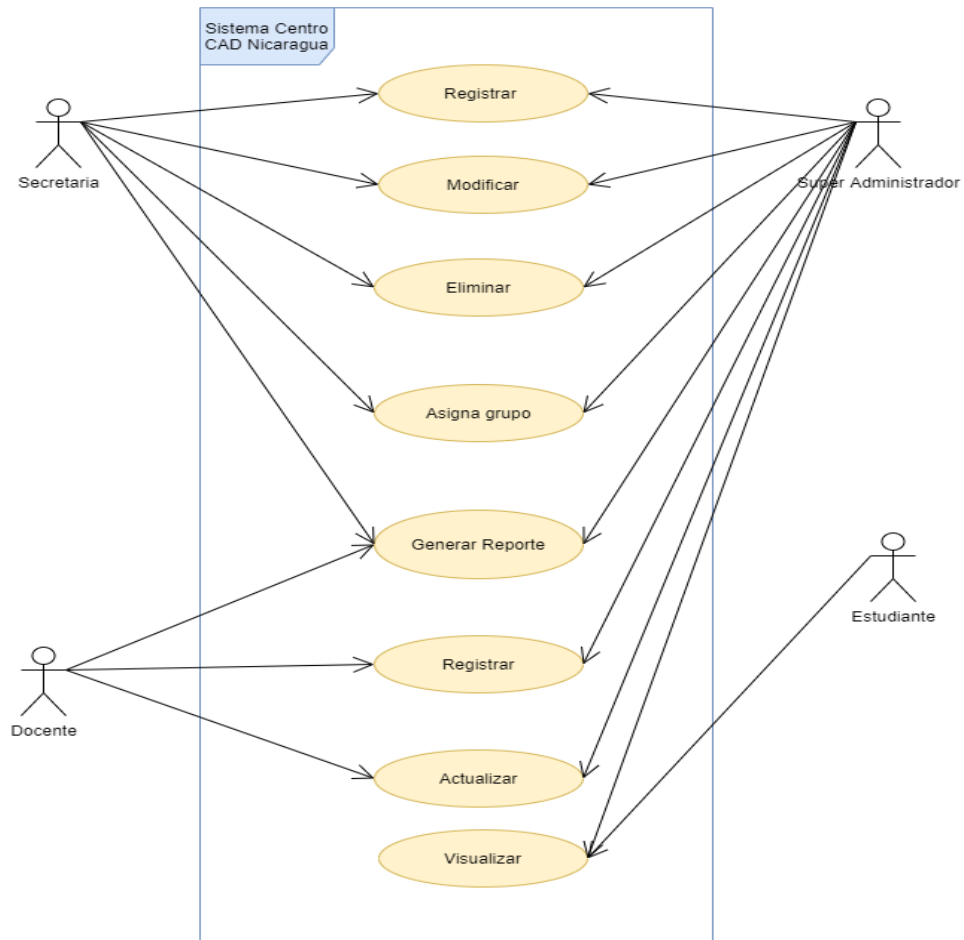 Sistema Centro
CAD Nicaragua
Registrar
Secretaria
Modificar
Super Administrador
Eliminar
Asigna grupo
Generar Reporte
Estudiante
Registrar
Docente
Actualizar
Visualizar